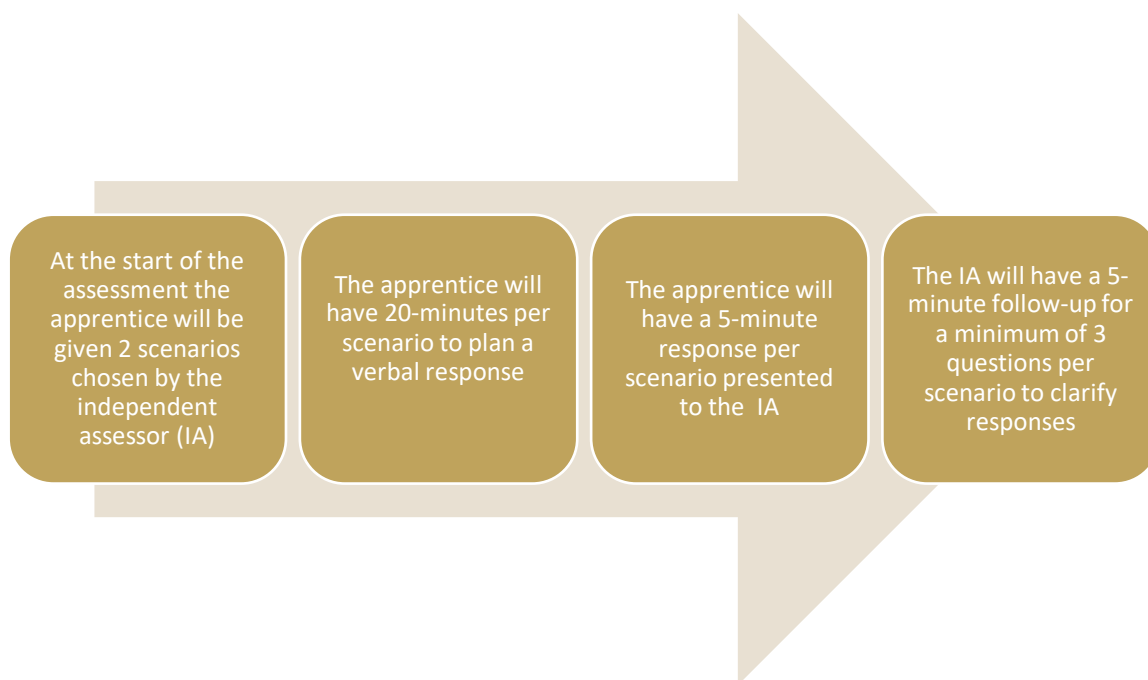 At the start of the
assessment the
apprentice will be
given 2 scenarios
chosen by the
independent
assessor (IA)
The apprentice will
have 20-minutes per
scenario to plan a
verbal response
The apprentice will
have a 5-minute
response per
scenario presented
to the IA
The IA will have a 5-
minute follow-up for
a minimum of 3
questions per
scenario to clarify
responses